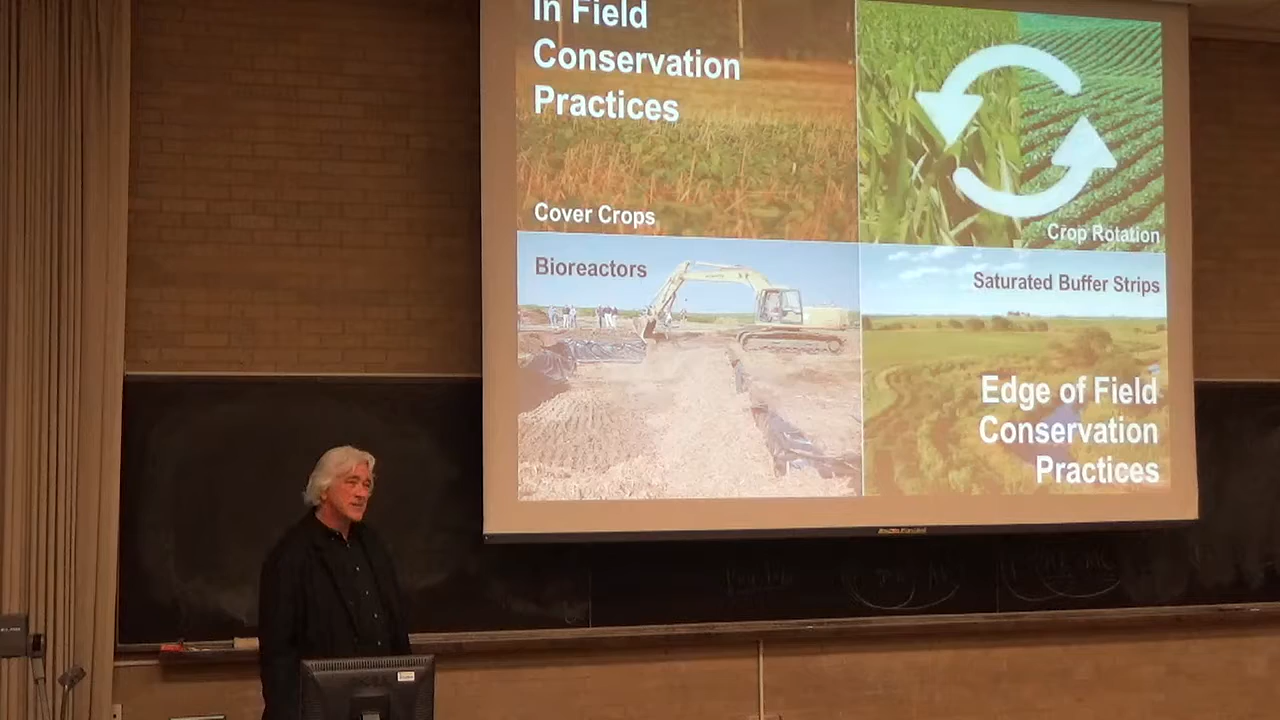 In Field
Conservation
Practices
Cover Crops
Crop Rotation
Bioreactors
Saturated Buffer Strips
Edge of Field
Conservation
Practices